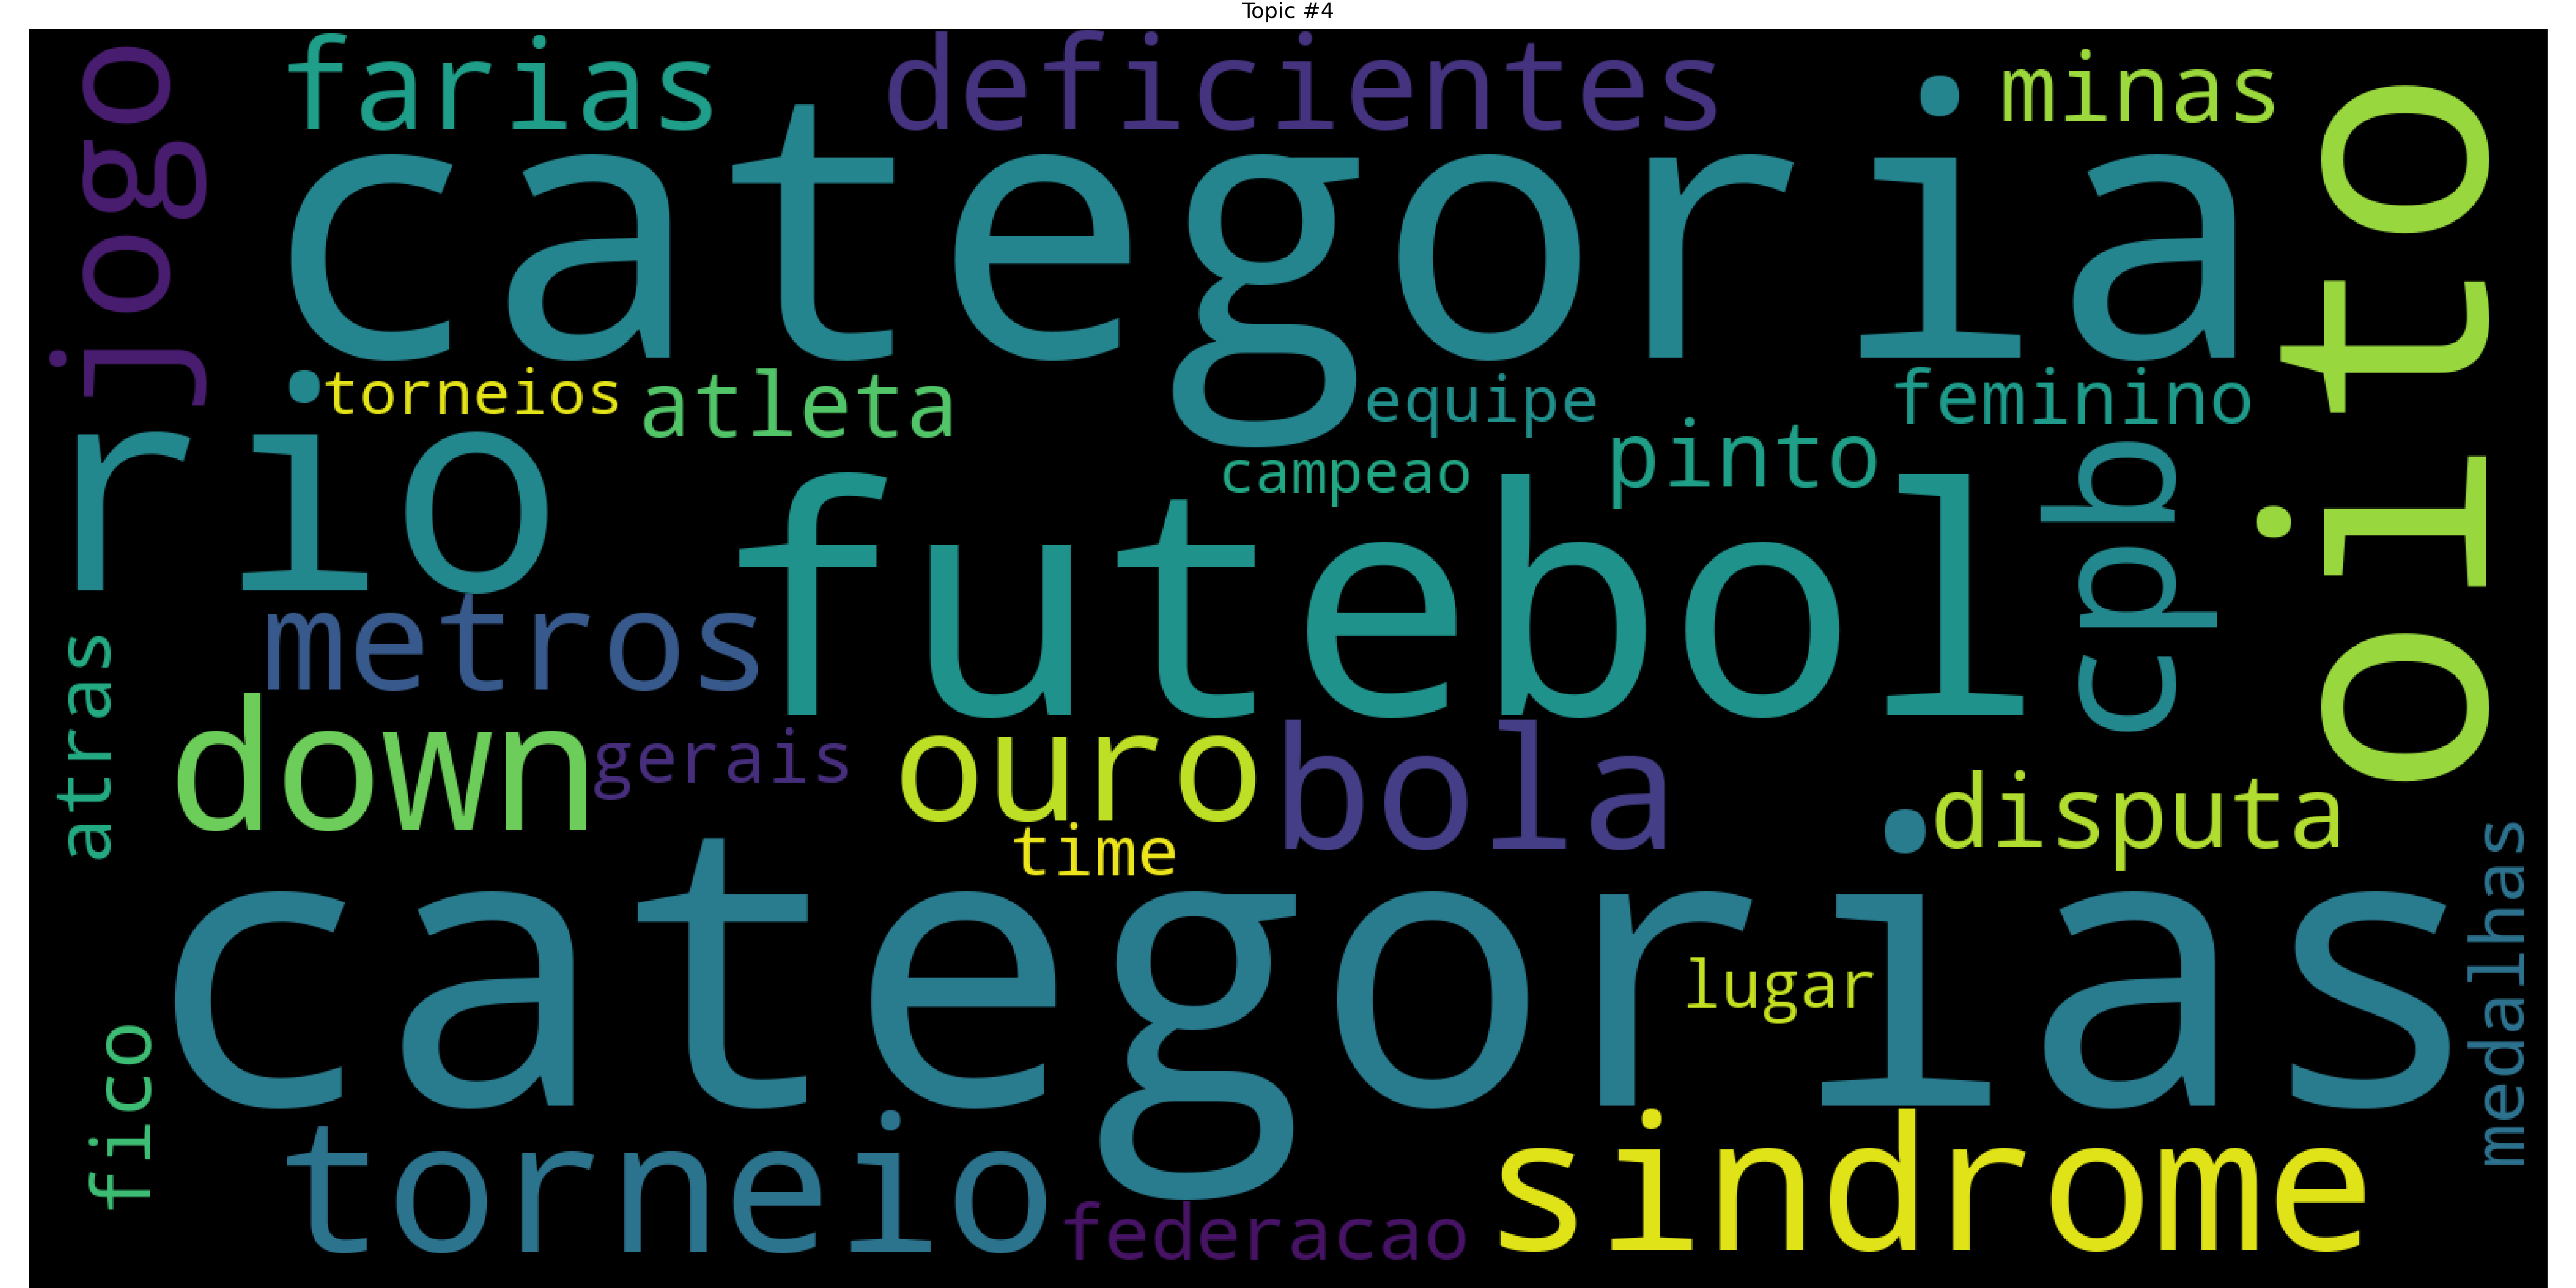 Topic #4
jogo
farias
deficientes
minas
categoria
oito
torneios
atleta
equipe
feminino
rio
campeao
pinto
futebol
cpb
metros
atras
down
gerais
ouro
bola
disputa
time
categorias
lugar
medalhas
fico
torneio
federacao
sindrome